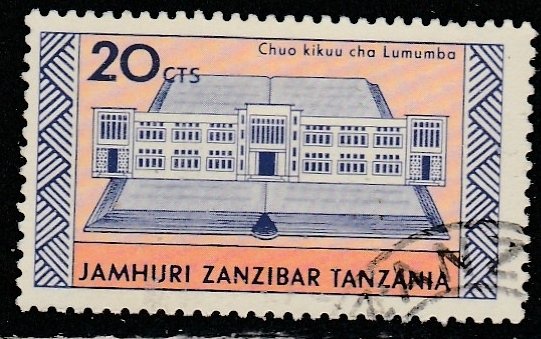 Chuo kikuu cha Lumumba
20 CTS
JAMHURI ZANZIBAR TANZANIA